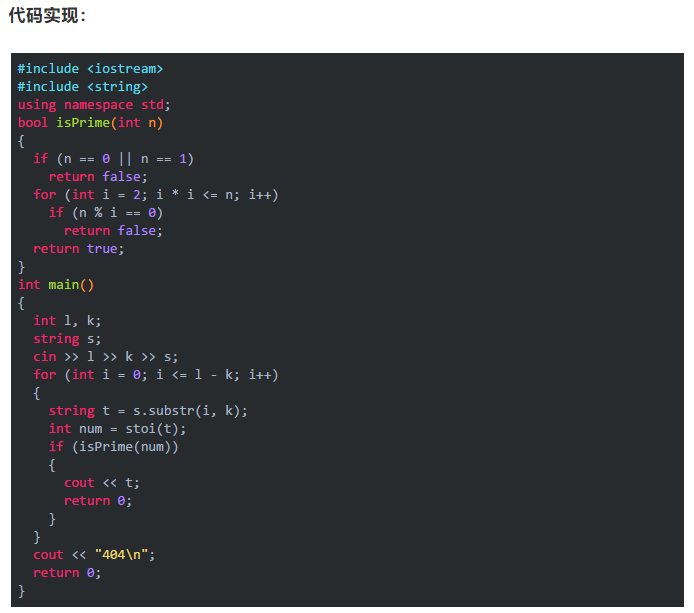 代码实现：
#include <iostream>
#include <string>
using namespace std;
bool isPrime(int n)
{
  if (n == 0 || n == 1)
    return false;
  for (int i = 2; i * i <= n; i++)
    if (n % i == 0)
      return false;
  return true;
}
int main()
{
  int l, k;
  string s;
  cin >> l >> k >> s;
  for (int i = 0; i <= l - k; i++)
  {
    string t = s.substr(i, k);
    int num = stoi(t);
    if (isPrime(num))
    {
      cout << t;
      return 0;
    }
  }
  cout << "404\n";
  return 0;
}